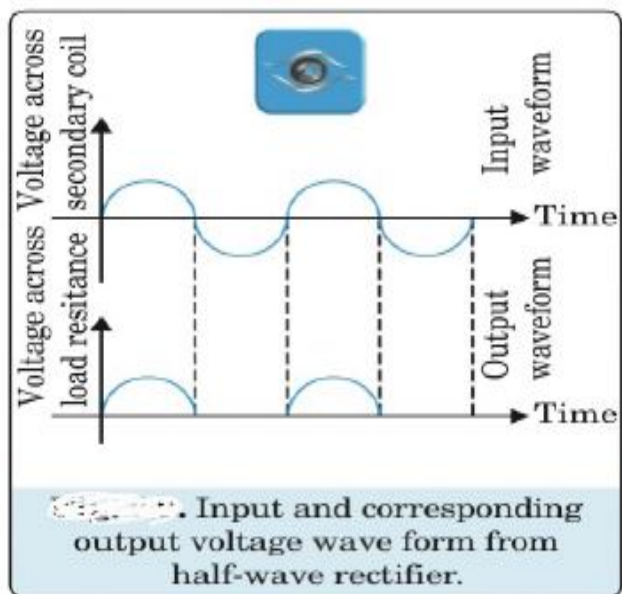 Voltage across
secondary coil
Input
waveform
Time
Voltage across
load resitance
Output
waveform
Time
. Input and corresponding
output voltage wave form from
half-wave rectifier.